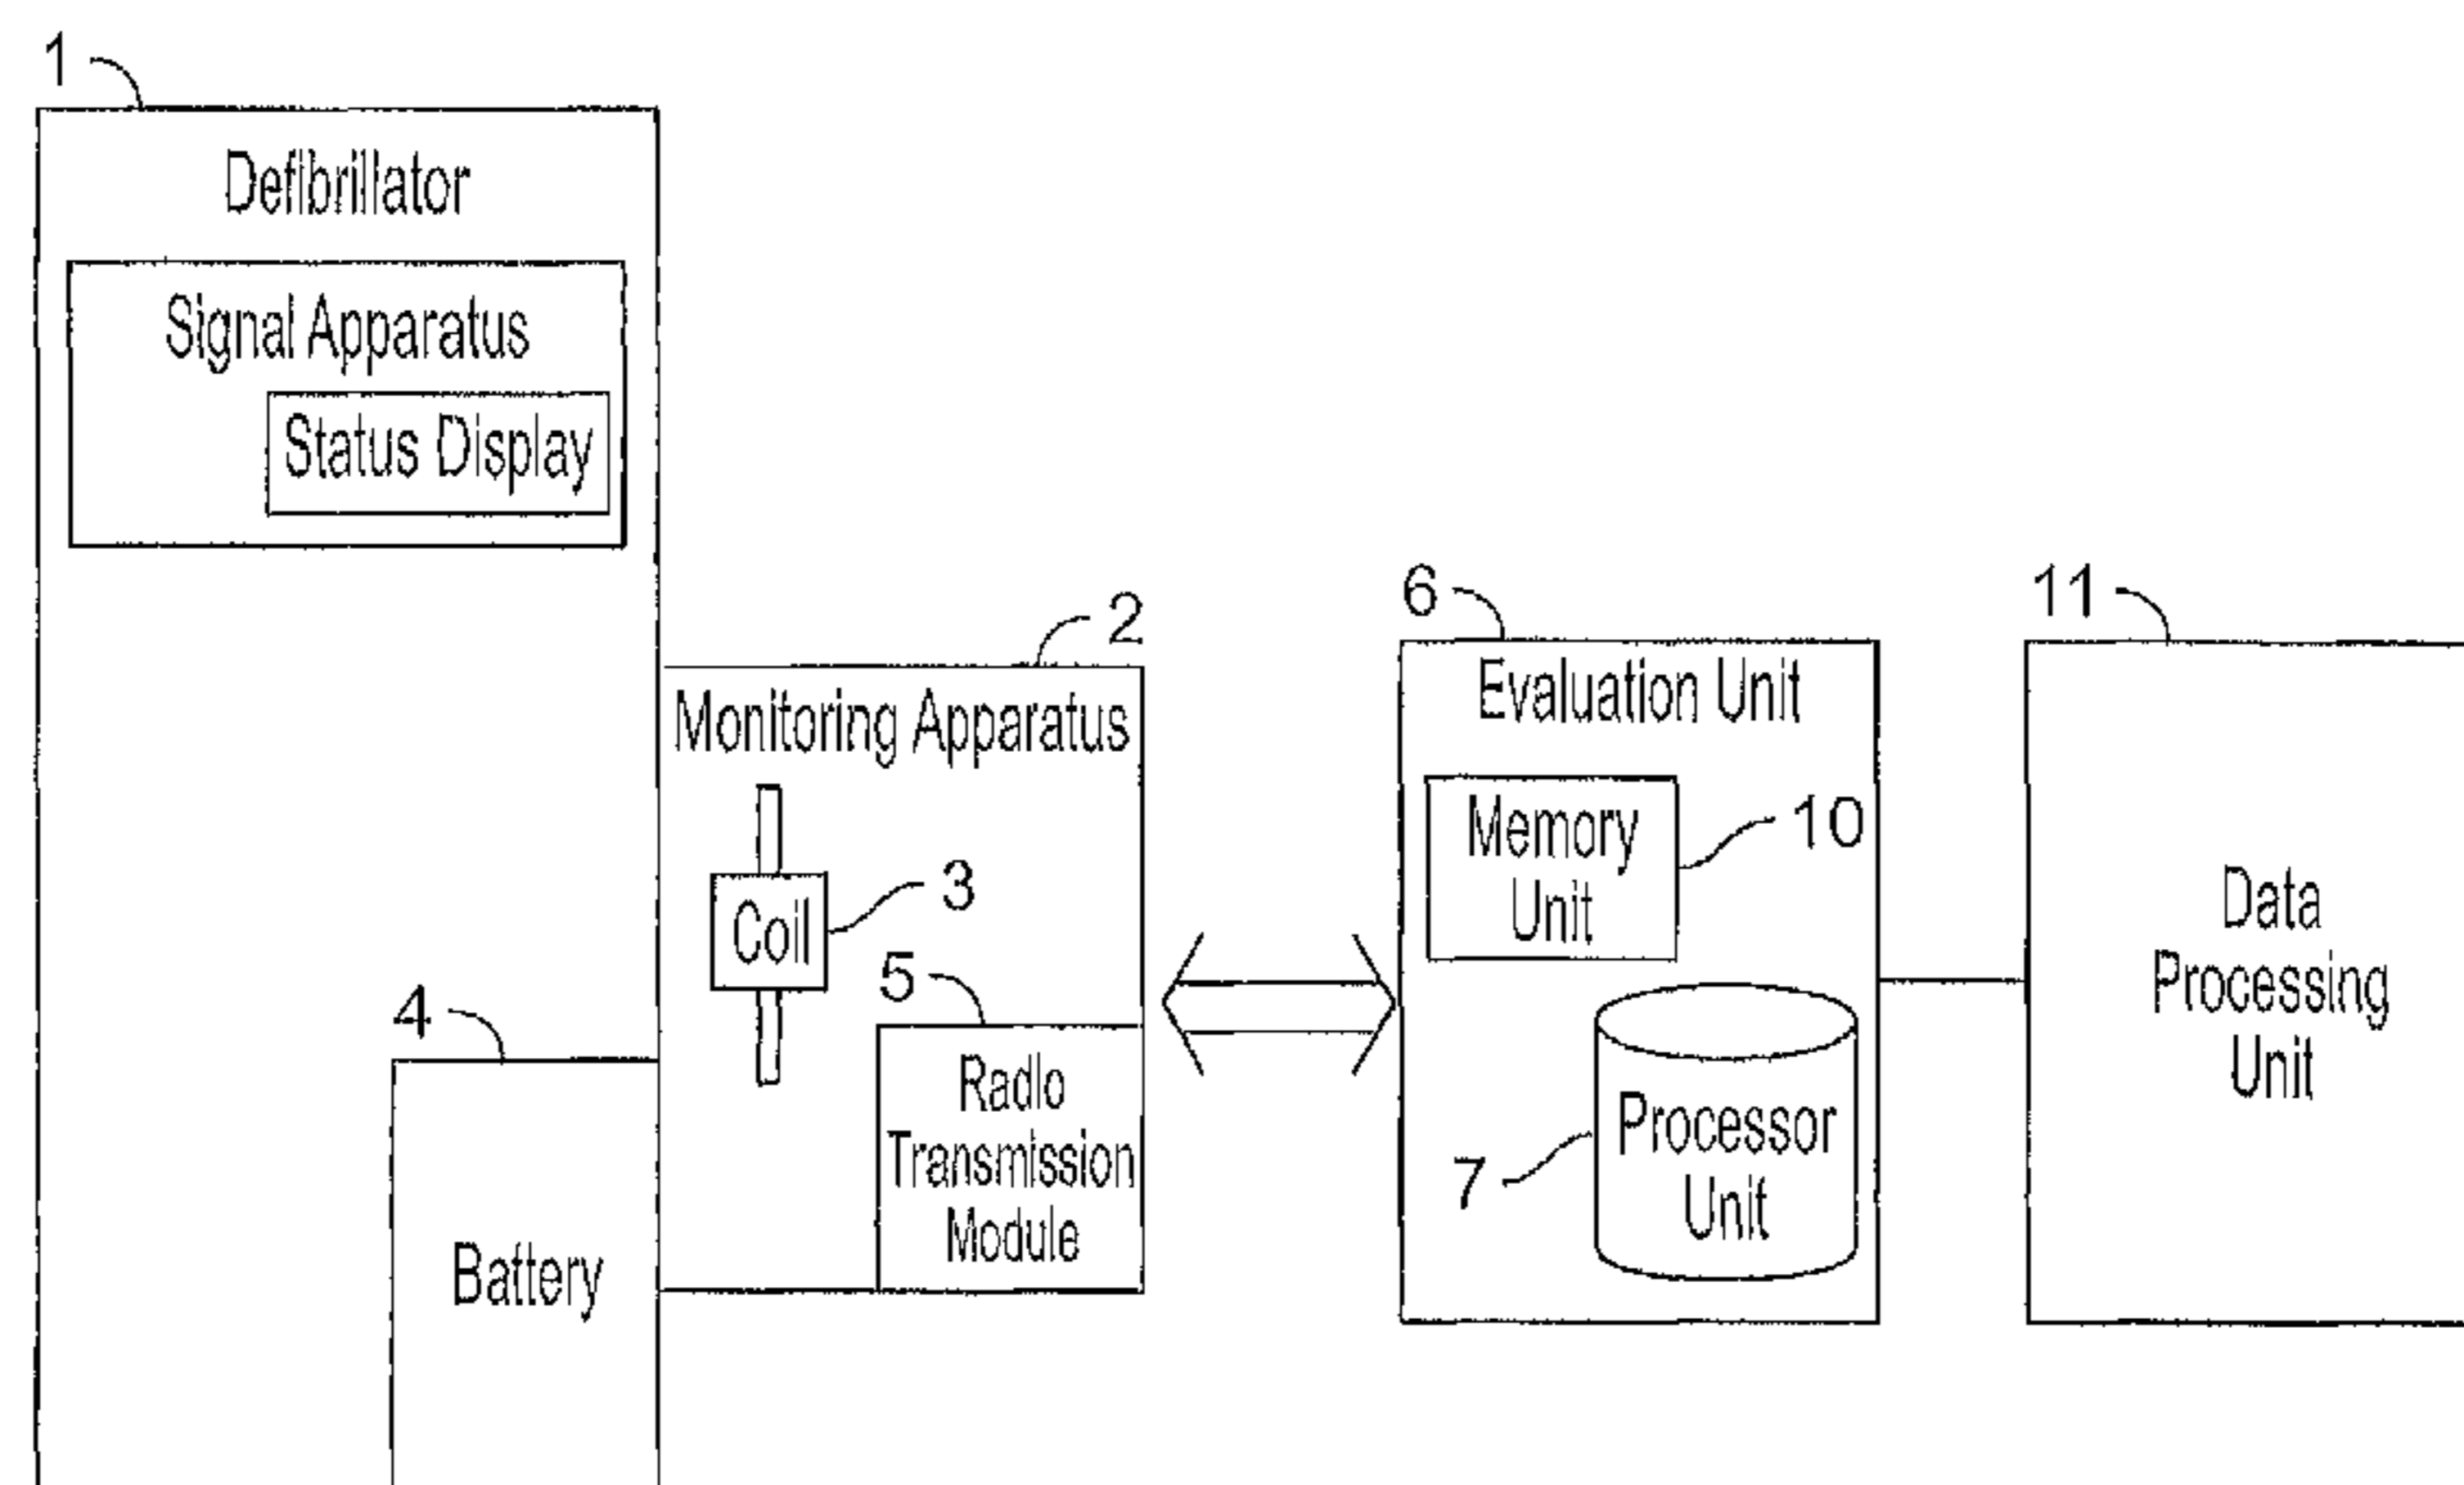 1
Defibrillator
Signal Apparatus
Status Display
2
Monitoring Apparatus
Coil
3
4
Battery
5
Radio
Transmission
Module
6
Evaluation Unit
Memory
Unit
10
7
Processor
Unit
11
Data
Processing
Unit